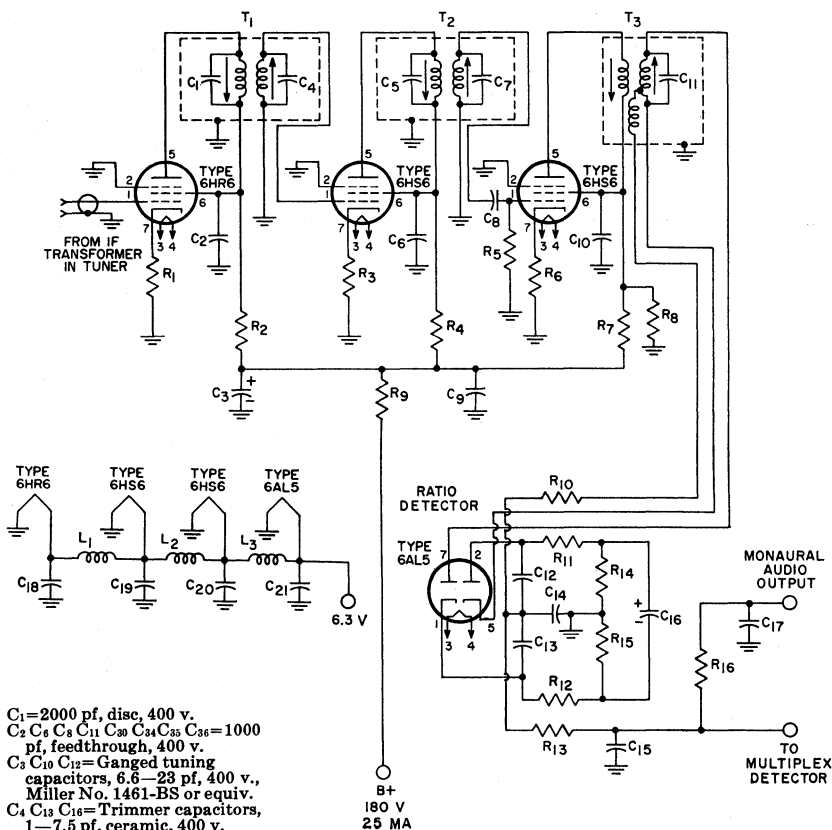 T1
T2
T3
C1
C4
C5
C7
C11
5
5
5
TYPE
6HR6
TYPE
6HS6
TYPE
6HS6
2
1
6
7
3 4
2
1
6
7
3 4
2
1
6
7
3 4
FROM IF
TRANSFORMER
IN TUNER
C2
C6
C8
C10
R1
R3
R5
R6
R2
R4
R7
R8
C3
+
-
R9
C9
TYPE
6HR6
TYPE
6HS6
TYPE
6HS6
TYPE
6AL5
L1
L2
L3
C18
C19
C20
C21
6.3 V
RATIO
DETECTOR
TYPE
6AL5
7
2
1
3
4
5
R10
R11
C12
C14
C13
R12
R14
R15
+
-
C16
R13
C15
R16
C17
MONAURAL
AUDIO
OUTPUT
TO
MULTIPLEX
DETECTOR
B+
180 V
25 MA
C1=2000 pf, disc, 400 v.
C2 C6 C8 C11 C30 C34 C35 C36=1000
pf, feedthrough, 400 v.
C3 C10 C12=Ganged tuning
capacitors, 6.6—23 pf, 400 v.,
Miller No. 1461-BS or equiv.
C4 C13 C16=Trimmer capacitors,
1—7.5 pf, ceramic, 400 v.